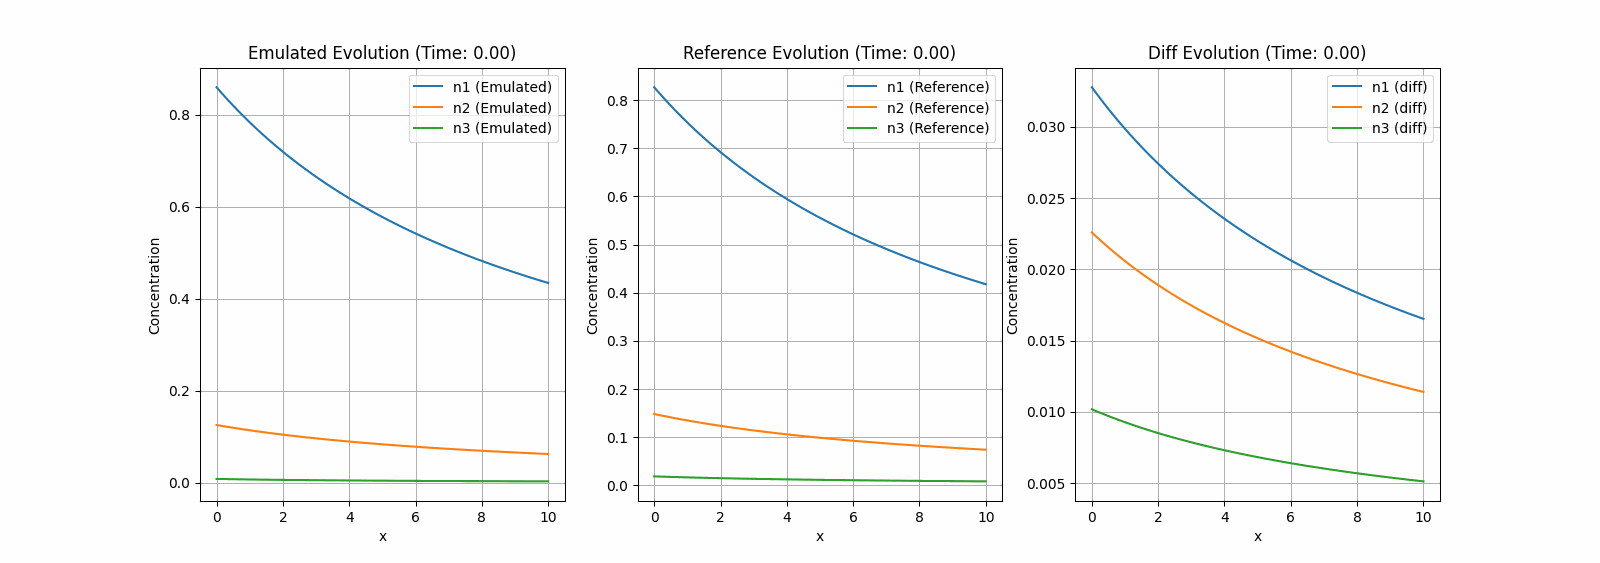 Emulated Evolution (Time: 0.00)
n1 (Emulated)
n2 (Emulated)
n3 (Emulated)
Concentration
0.8
0.6
0.4
0.2
0.0
0 2 4 6 8 10
x
Reference Evolution (Time: 0.00)
n1 (Reference)
n2 (Reference)
n3 (Reference)
Concentration
0.8
0.7
0.6
0.5
0.4
0.3
0.2
0.1
0.0
0 2 4 6 8 10
x
Diff Evolution (Time: 0.00)
n1 (diff)
n2 (diff)
n3 (diff)
Concentration
0.030
0.025
0.020
0.015
0.010
0.005
0 2 4 6 8 10
x